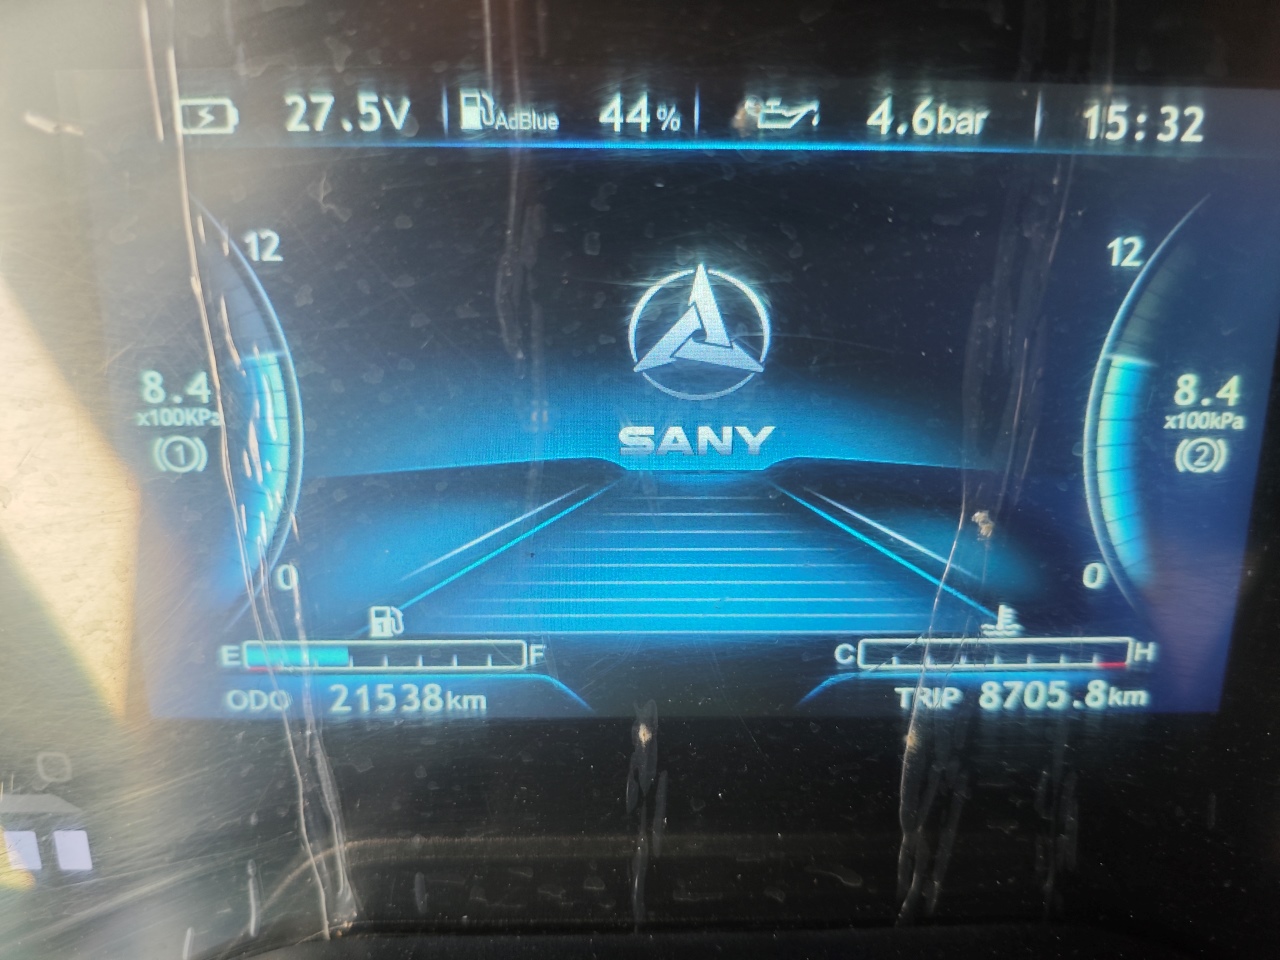 27.5V AdBlue 44% 4.6bar 15:32
12 12
8.4 8.4
x100KPa x100kPa
1 2
SANY
0 0
1
E F C H
ODO 21538km TRIP 8705.8km